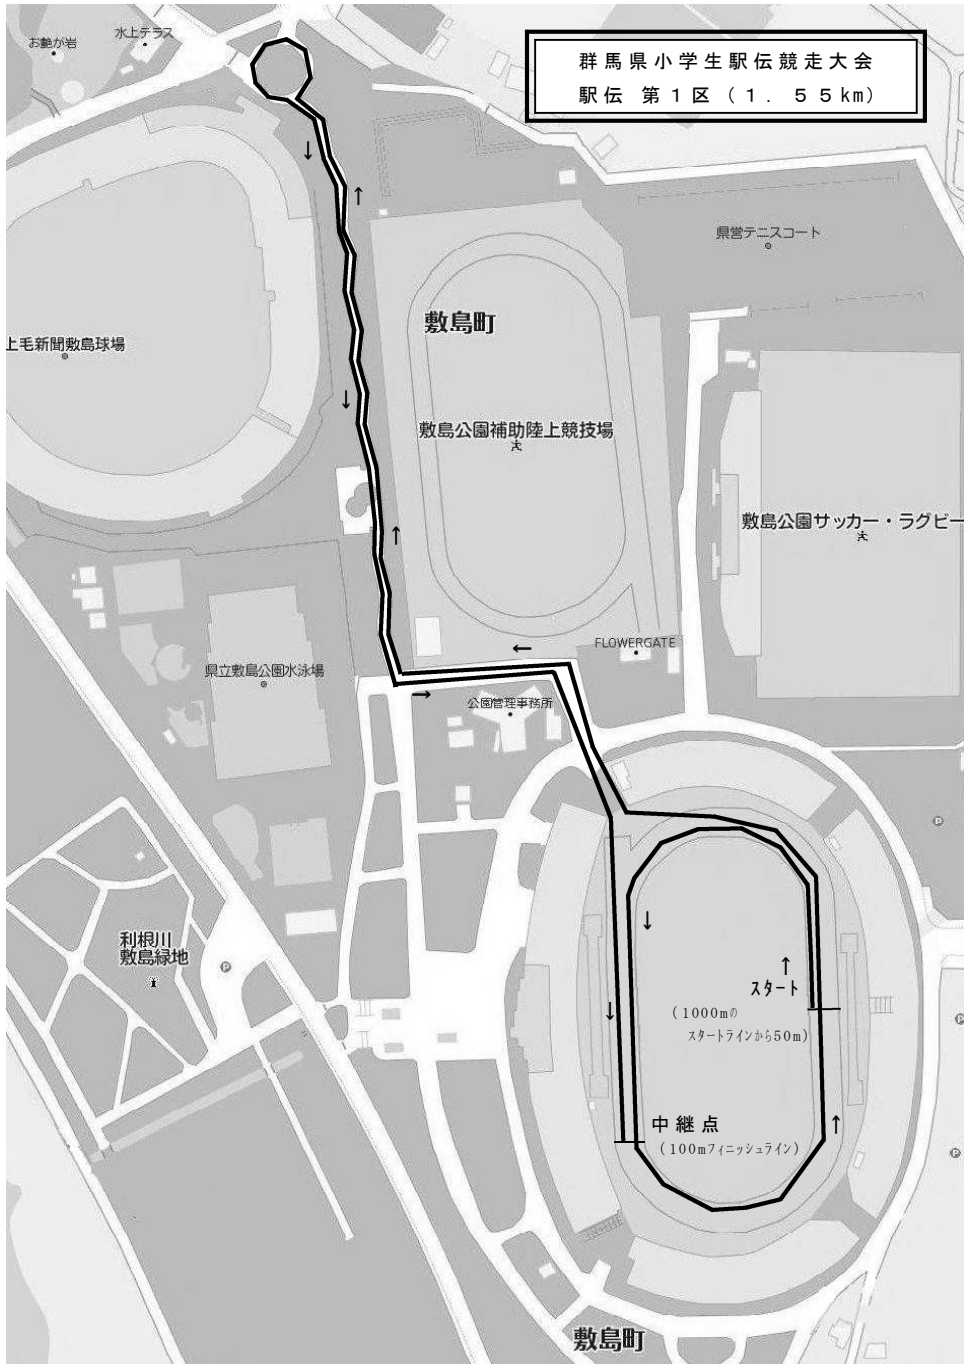 群馬県小学生駅伝競走大会
駅伝 第1区(1.55km)
お艶が岩
水上テラス
県営テニスコート
敷島町
上毛新聞敷島球場
敷島公園補助陸上競技場
敷島公園サッカー・ラグビー
FLOWERGATE
県立敷島公園水泳場
公園管理事務所
P
利根川
敷島緑地
P
スタート
(1000mの
スタートラインから50m)
P
中継点
(100mフィニッシュライン)
P
敷島町